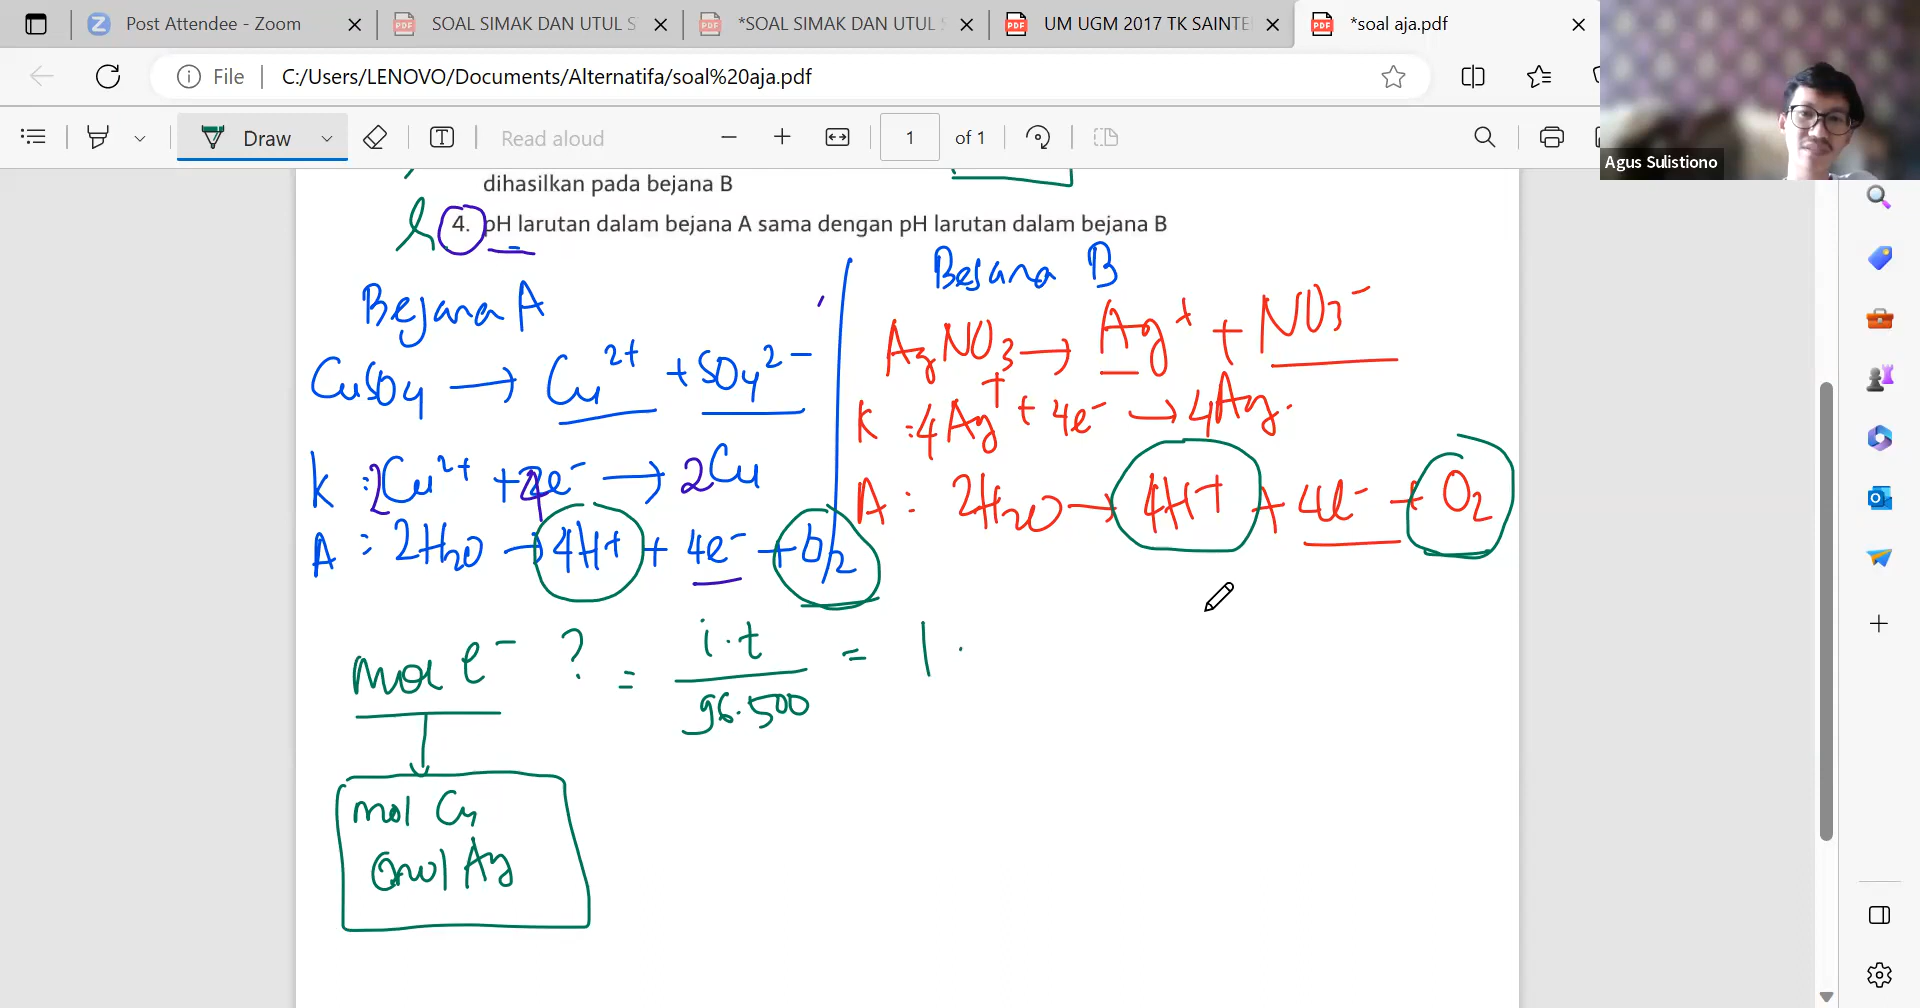 Post Attendee - Zoom
SOAL SIMAK DAN UTUL S
*SOAL SIMAK DAN UTUL S
UM UGM 2017 TK SAINTE
*soal aja.pdf
File
C:/Users/LENOVO/Documents/Alternatifa/soal%20aja.pdf
Draw
Read aloud
1 of 1
Agus Sulistiono
dihasilkan pada bejana B
4. pH larutan dalam bejana A sama dengan pH larutan dalam bejana B
Bejana A
CuSO4 → Cu2+ + SO4 2-
K : 2Cu2+ + 4e- → 2Cu
A : 2H2O → 4H+ + 4e- + O2
Bejana B
AgNO3 → Ag+ + NO3-
K : 4Ag+ + 4e- → 4Ag.
A : 2H2O → 4H+ + 4e- + O2
mol e- ? = i.t / 96.500 = 1.
mol Cu
mol Ag